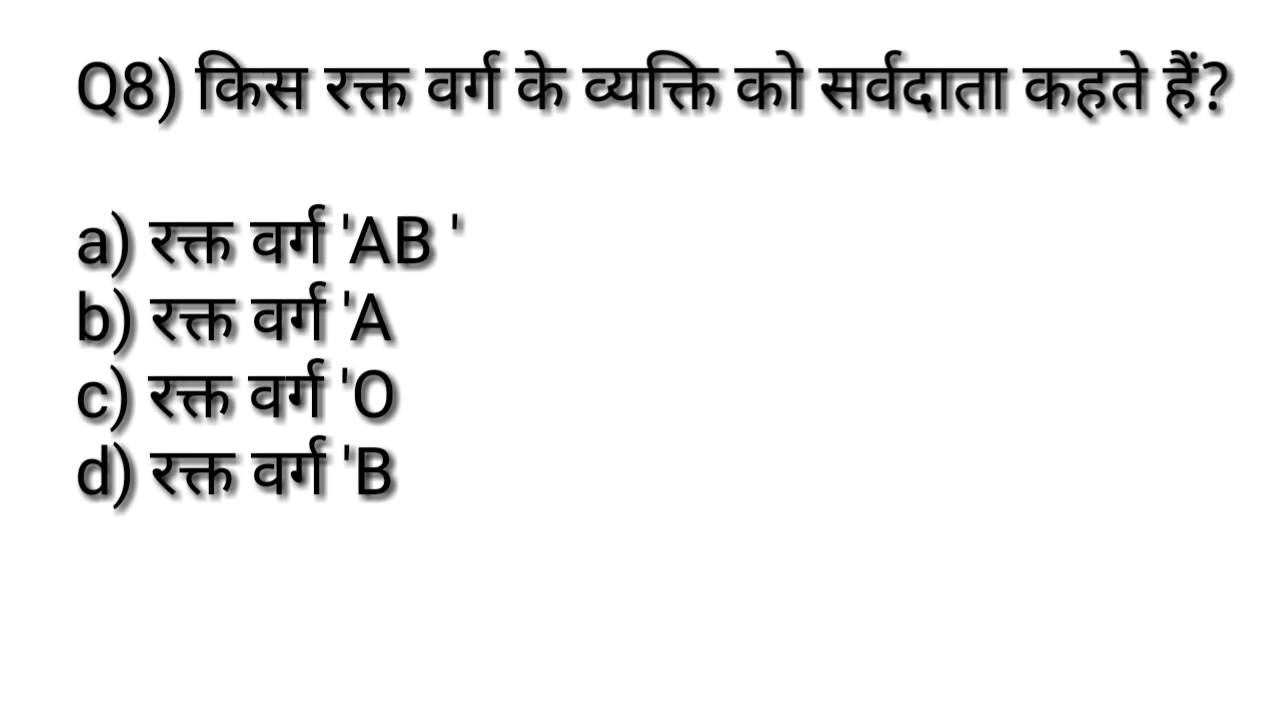 Q8) किस रक्त वर्ग के व्यक्ति को सर्वदाता कहते हैं?
a) रक्त वर्ग 'AB '
b) रक्त वर्ग 'A
c) रक्त वर्ग 'O
d) रक्त वर्ग 'B